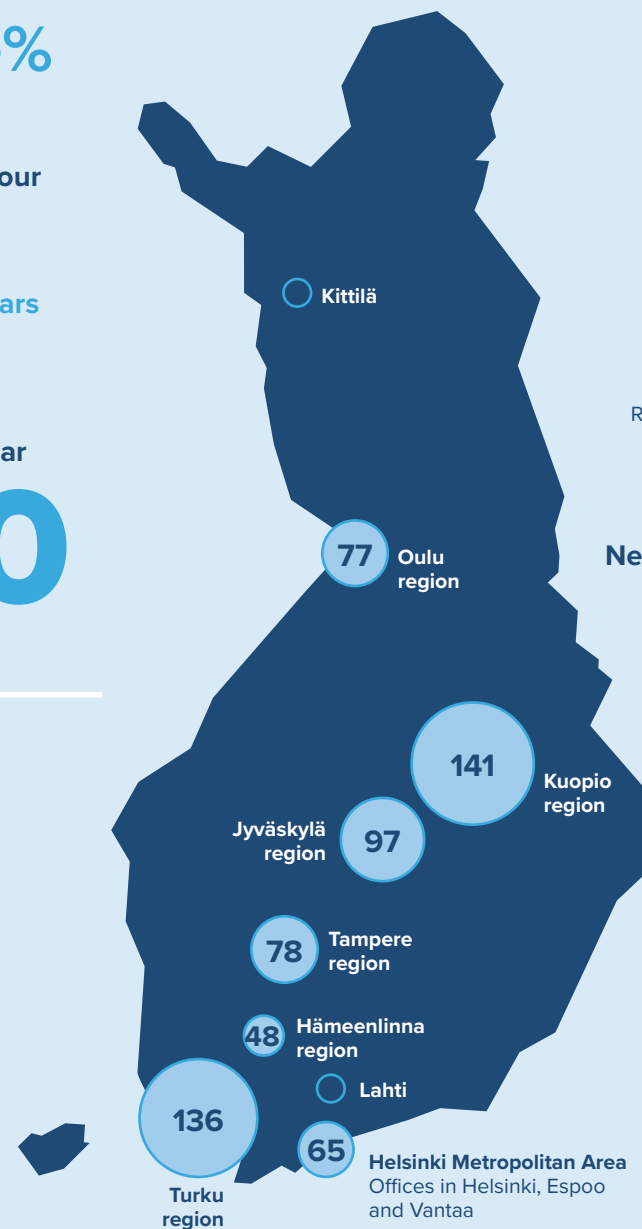 %
our
ars
ar
0
Kittilä
R
Ne
77
Oulu
region
141
Kuopio
region
Jyväskylä
region
97
78
Tampere
region
48
Hämeenlinna
region
Lahti
136
Turku
region
65
Helsinki Metropolitan Area
Offices in Helsinki, Espoo
and Vantaa